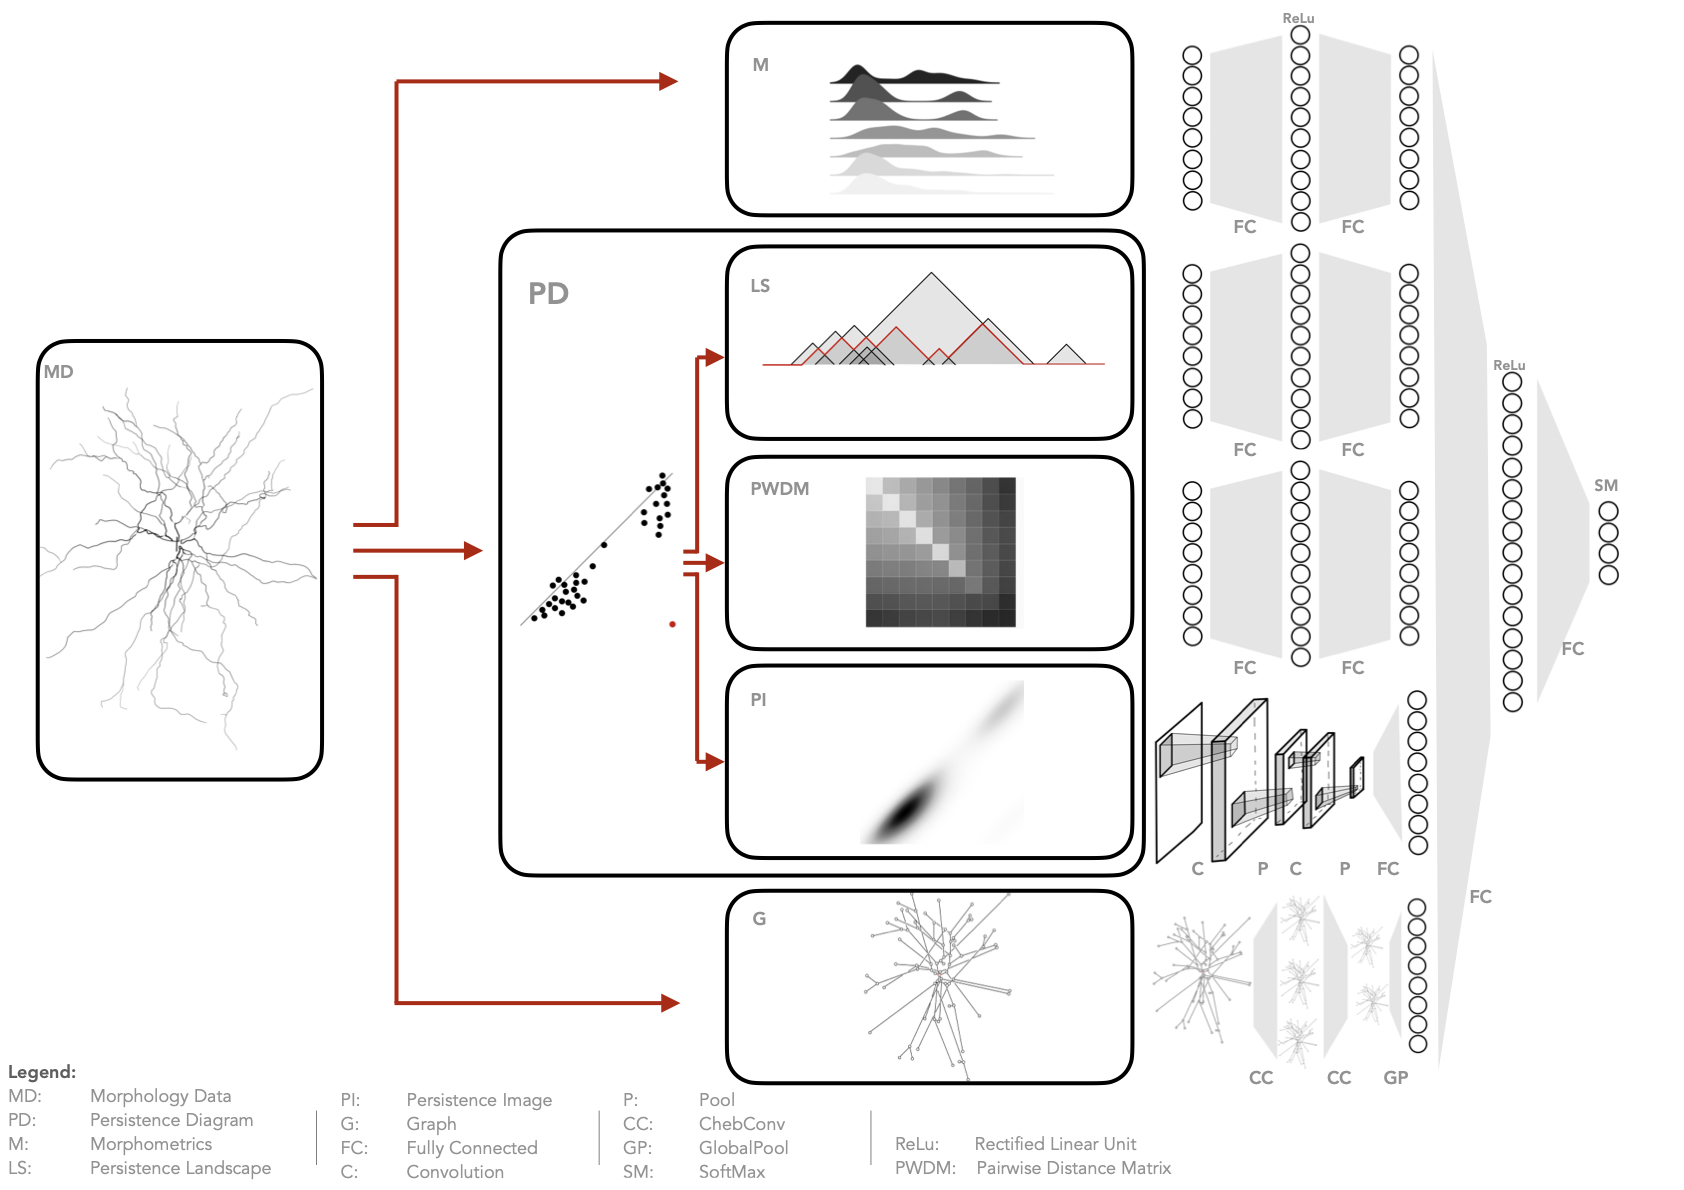 ReLu
M
FC FC
PD
LS
MD
ReLu
FC FC
PWDM
SM
FC FC
FC
PI
C P C P FC
FC
G
CC CC GP
Legend:
MD: Morphology Data
PD: Persistence Diagram
M: Morphometrics
LS: Persistence Landscape
PI: Persistence Image
G: Graph
FC: Fully Connected
C: Convolution
P: Pool
CC: ChebConv
GP: GlobalPool
SM: SoftMax
ReLu: Rectified Linear Unit
PWDM: Pairwise Distance Matrix